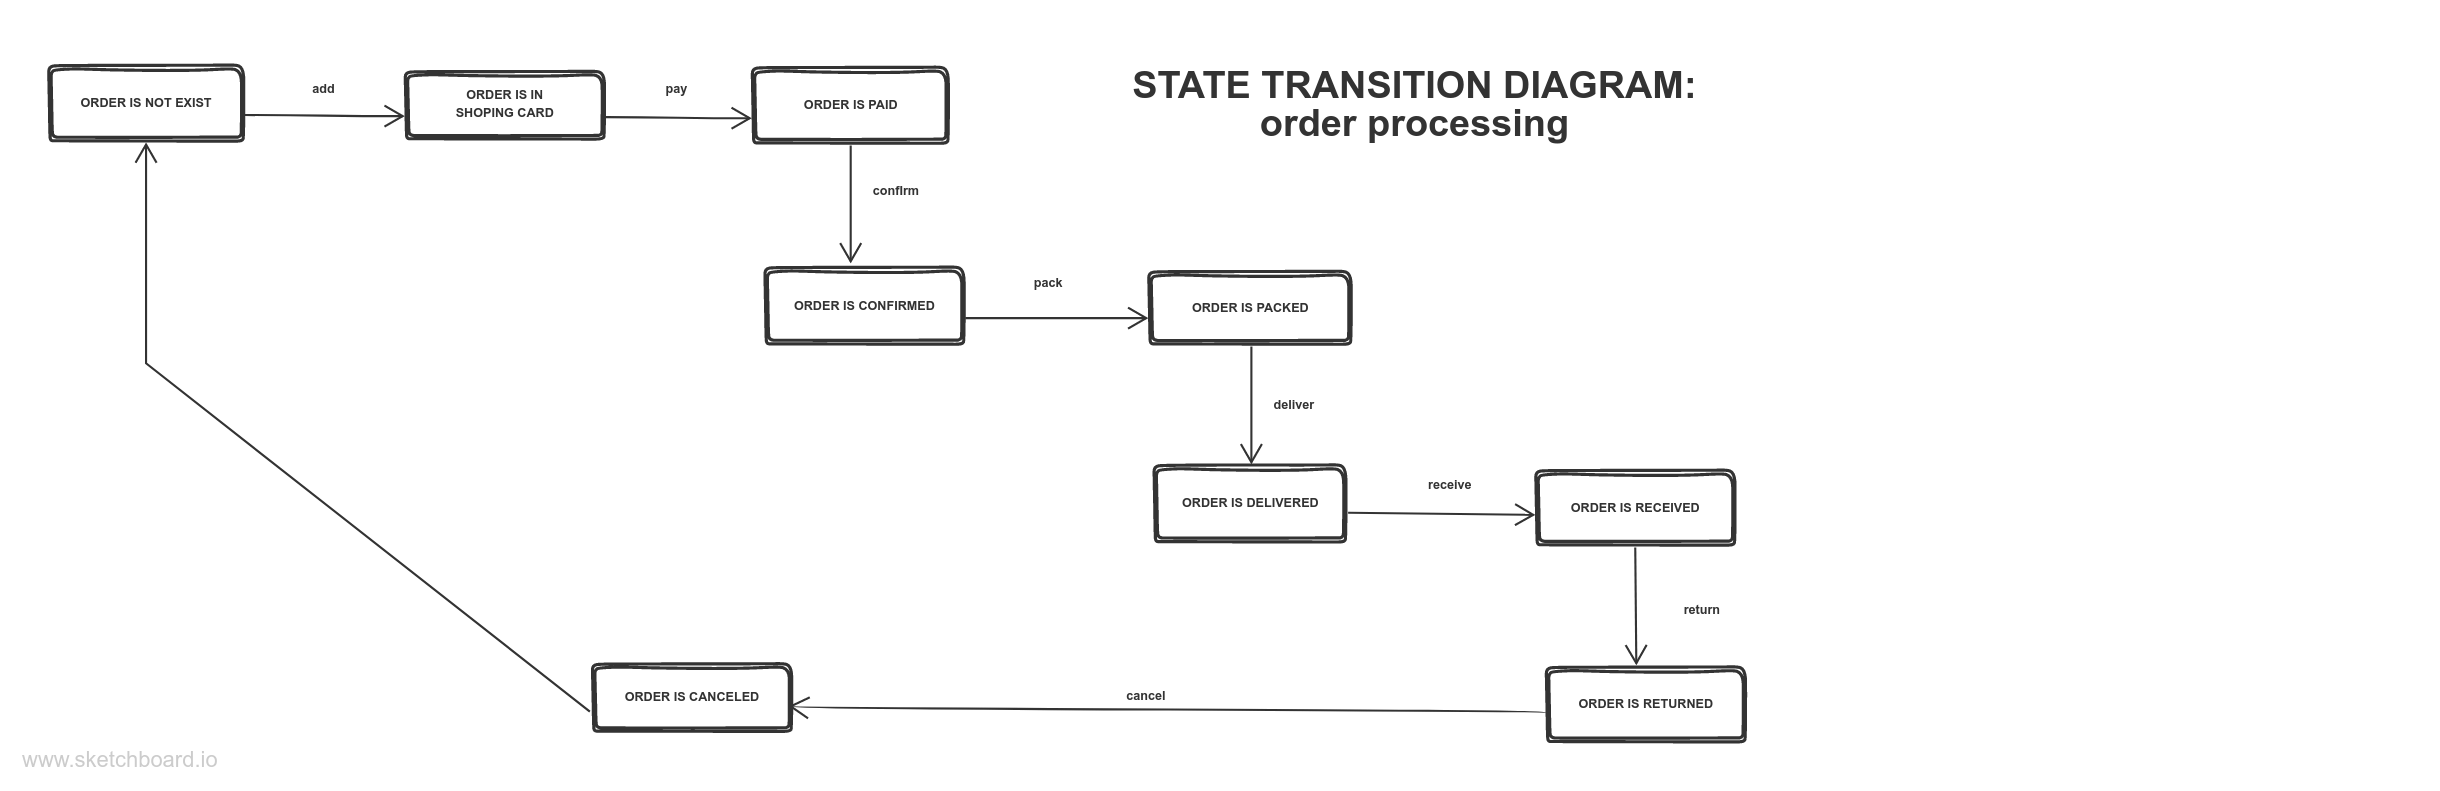 STATE TRANSITION DIAGRAM:
order processing
ORDER IS NOT EXIST
add
ORDER IS IN
SHOPING CARD
pay
ORDER IS PAID
confirm
ORDER IS CONFIRMED
pack
ORDER IS PACKED
deliver
ORDER IS DELIVERED
receive
ORDER IS RECEIVED
return
ORDER IS RETURNED
cancel
ORDER IS CANCELED
www.sketchboard.io